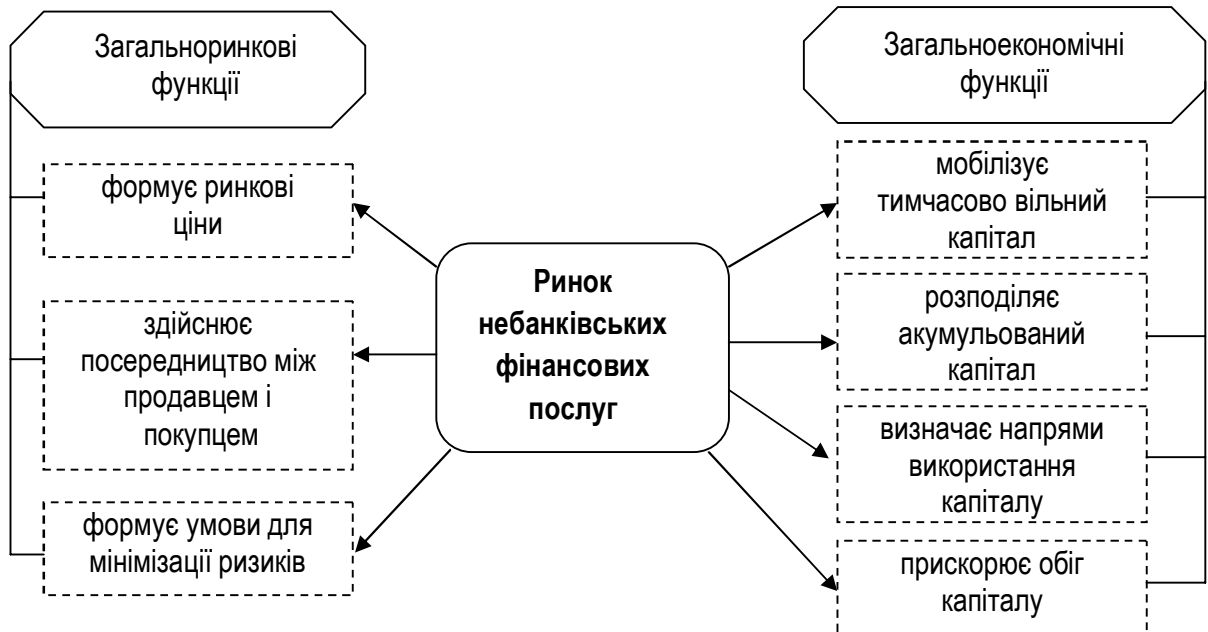 Загальноринкові
функції
формує ринкові
ціни
здійснює
посередництво між
продавцем і
покупцем
формує умови для
мінімізації ризиків
Ринок
небанківських
фінансових
послуг
Загальноекономічні
функції
мобілізує
тимчасово вільний
капітал
розподіляє
акумульований
капітал
визначає напрями
використання
капіталу
прискорює обіг
капіталу